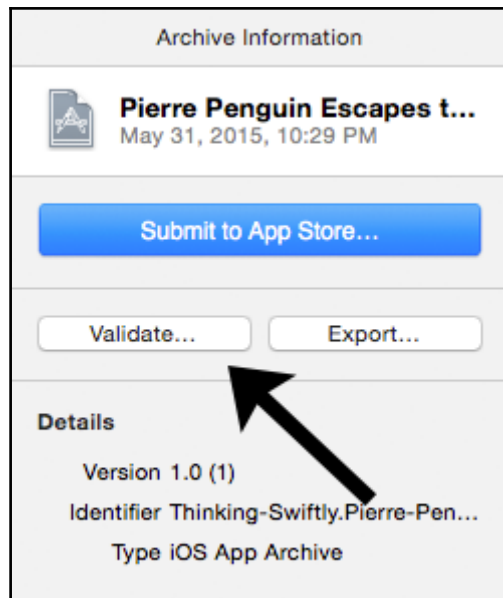 Archive Information
Pierre Penguin Escapes t...
May 31, 2015, 10:29 PM
Submit to App Store...
Validate...
Export...
Details
Version 1.0 (1)
Identifier Thinking-Swiftly.Pierre-Pen...
Type iOS App Archive